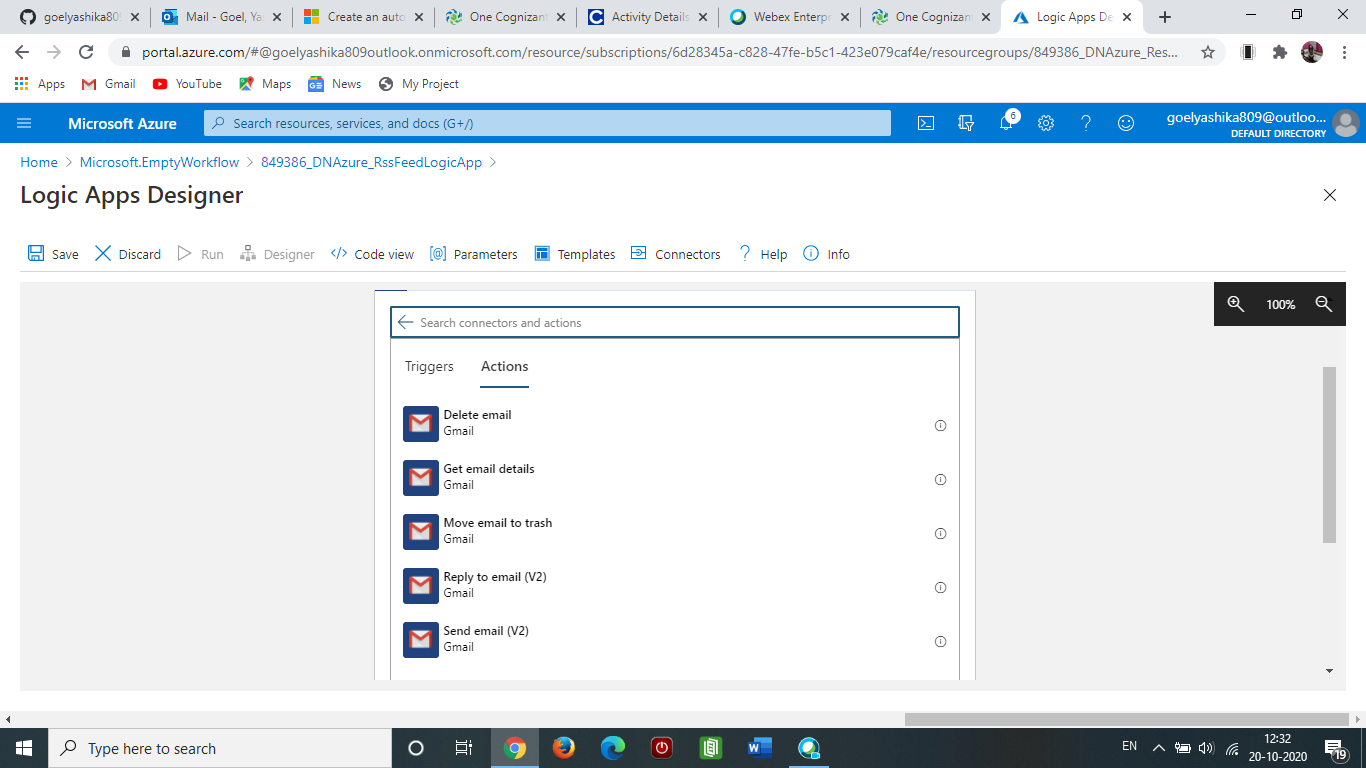 goelyashika809
Mail - Goel, Ya
Create an auto
One Cognizant
Activity Details
Webex Enterpr
One Cognizant
Logic Apps De
portal.azure.com/#@goelyashika809outlook.onmicrosoft.com/resource/subscriptions/6d28345a-c828-47fe-b5c1-423e079caf4e/resourcegroups/849386_DNAzure_Res...
Apps
Gmail
YouTube
Maps
News
My Project
Microsoft Azure
Search resources, services, and docs (G+/)
6
goelyashika809@outloo...
DEFAULT DIRECTORY
Home > Microsoft.EmptyWorkflow > 849386_DNAzure_RssFeedLogicApp >
Logic Apps Designer
Save
Discard
Run
Designer
Code view
Parameters
Templates
Connectors
Help
Info
100%
Search connectors and actions
Triggers
Actions
Delete email
Gmail
Get email details
Gmail
Move email to trash
Gmail
Reply to email (V2)
Gmail
Send email (V2)
Gmail
Type here to search
EN
12:32
20-10-2020
19